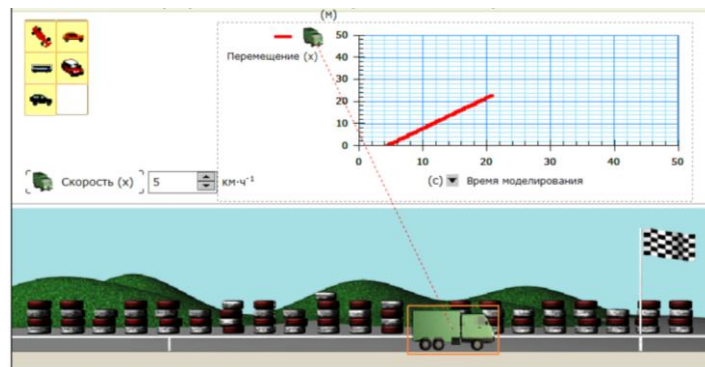 (м)
Перемещение (x)
50
40
30
20
10
0
0 10 20 30 40 50
(с) Время моделирования
Скорость (x) 5 км·ч⁻¹